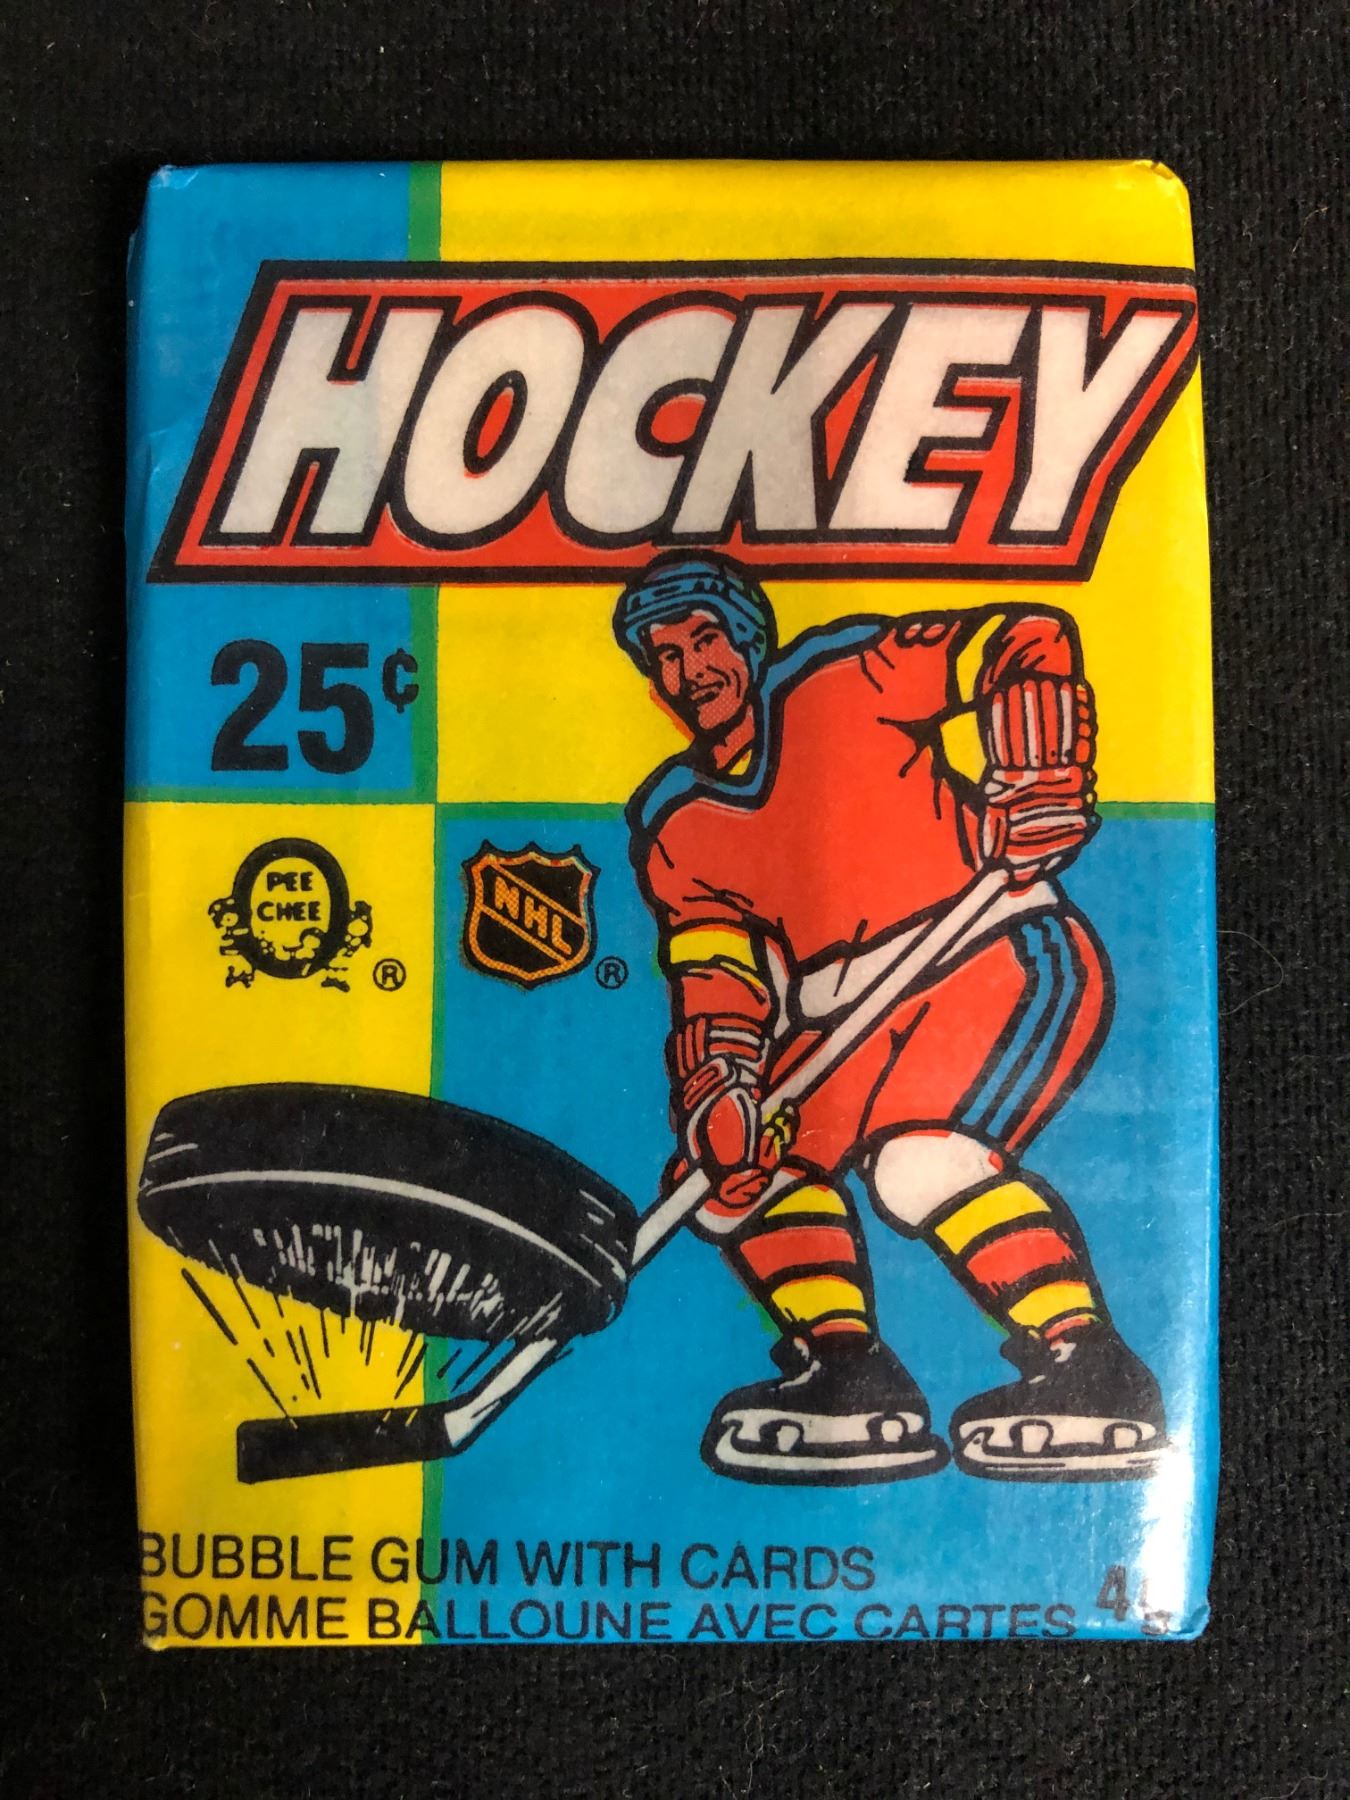 HOCKEY
25¢
PEE
CHEE
®
NHL
®
BUBBLE GUM WITH CARDS
GOMME BALLOUNE AVEC CARTES